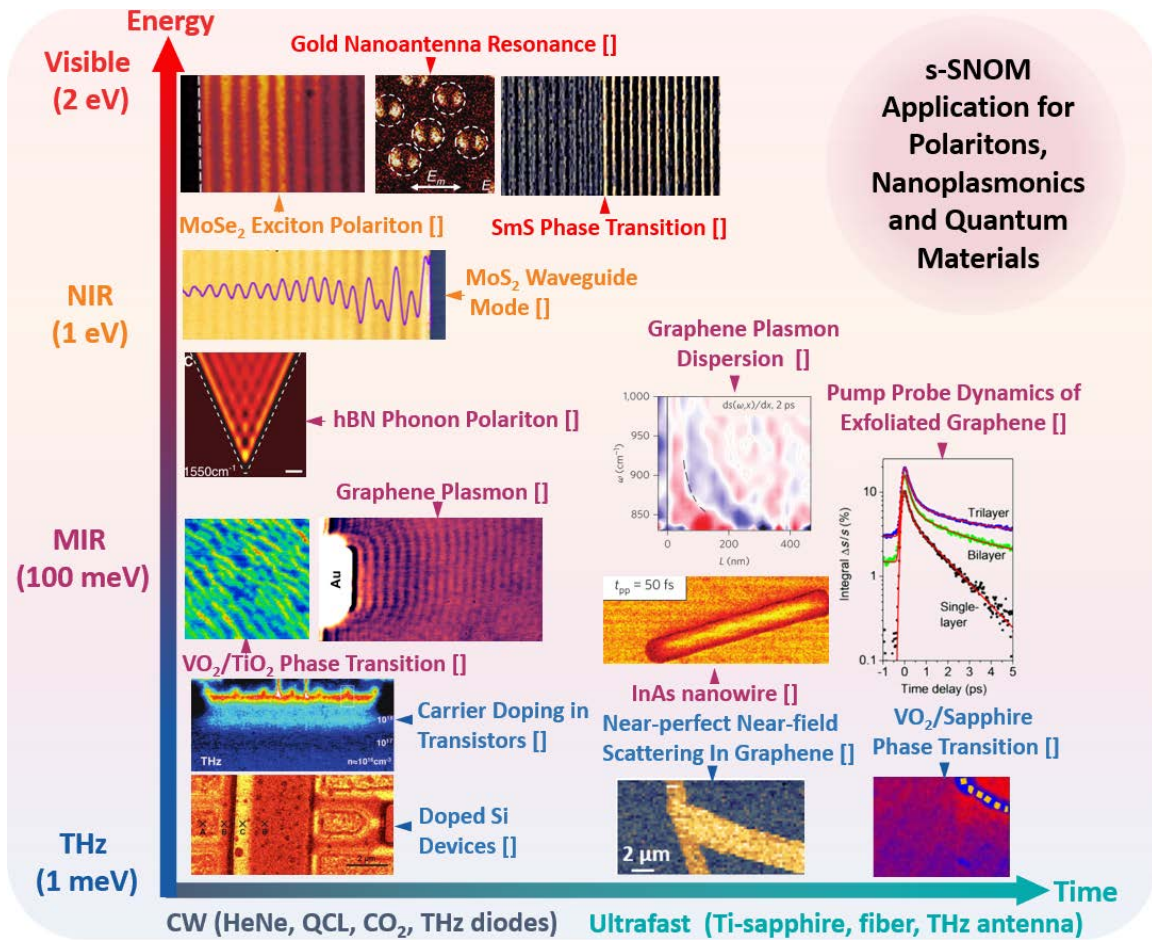 Energy
Visible
(2 eV)
Gold Nanoantenna Resonance []
s-SNOM
Application for
Polaritons,
Nanoplasmonics
and Quantum
Materials
E_m
E
MoSe₂ Exciton Polariton []
SmS Phase Transition []
NIR
(1 eV)
MoS₂ Waveguide
Mode []
Graphene Plasmon
Dispersion []
Pump Probe Dynamics of
Exfoliated Graphene []
C
1550cm⁻¹
hBN Phonon Polariton []
ds(ω,x)/dx, 2 ps
1,000
950
900
850
ω (cm⁻¹)
0 200 400
L (nm)
MIR
(100 meV)
Graphene Plasmon []
Au
VO₂/TiO₂ Phase Transition []
Integral Δs/s (%)
10
1
0.1
Trilayer
Bilayer
Single-
layer
-1 0 1 2 3 4 5
Time delay (ps)
t_pp = 50 fs
InAs nanowire []
THz
Carrier Doping in
Transistors []
Near-perfect Near-field
Scattering In Graphene []
VO₂/Sapphire
Phase Transition []
Doped Si
Devices []
2 µm
THz
(1 meV)
Time
CW (HeNe, QCL, CO₂, THz diodes)
Ultrafast (Ti-sapphire, fiber, THz antenna)